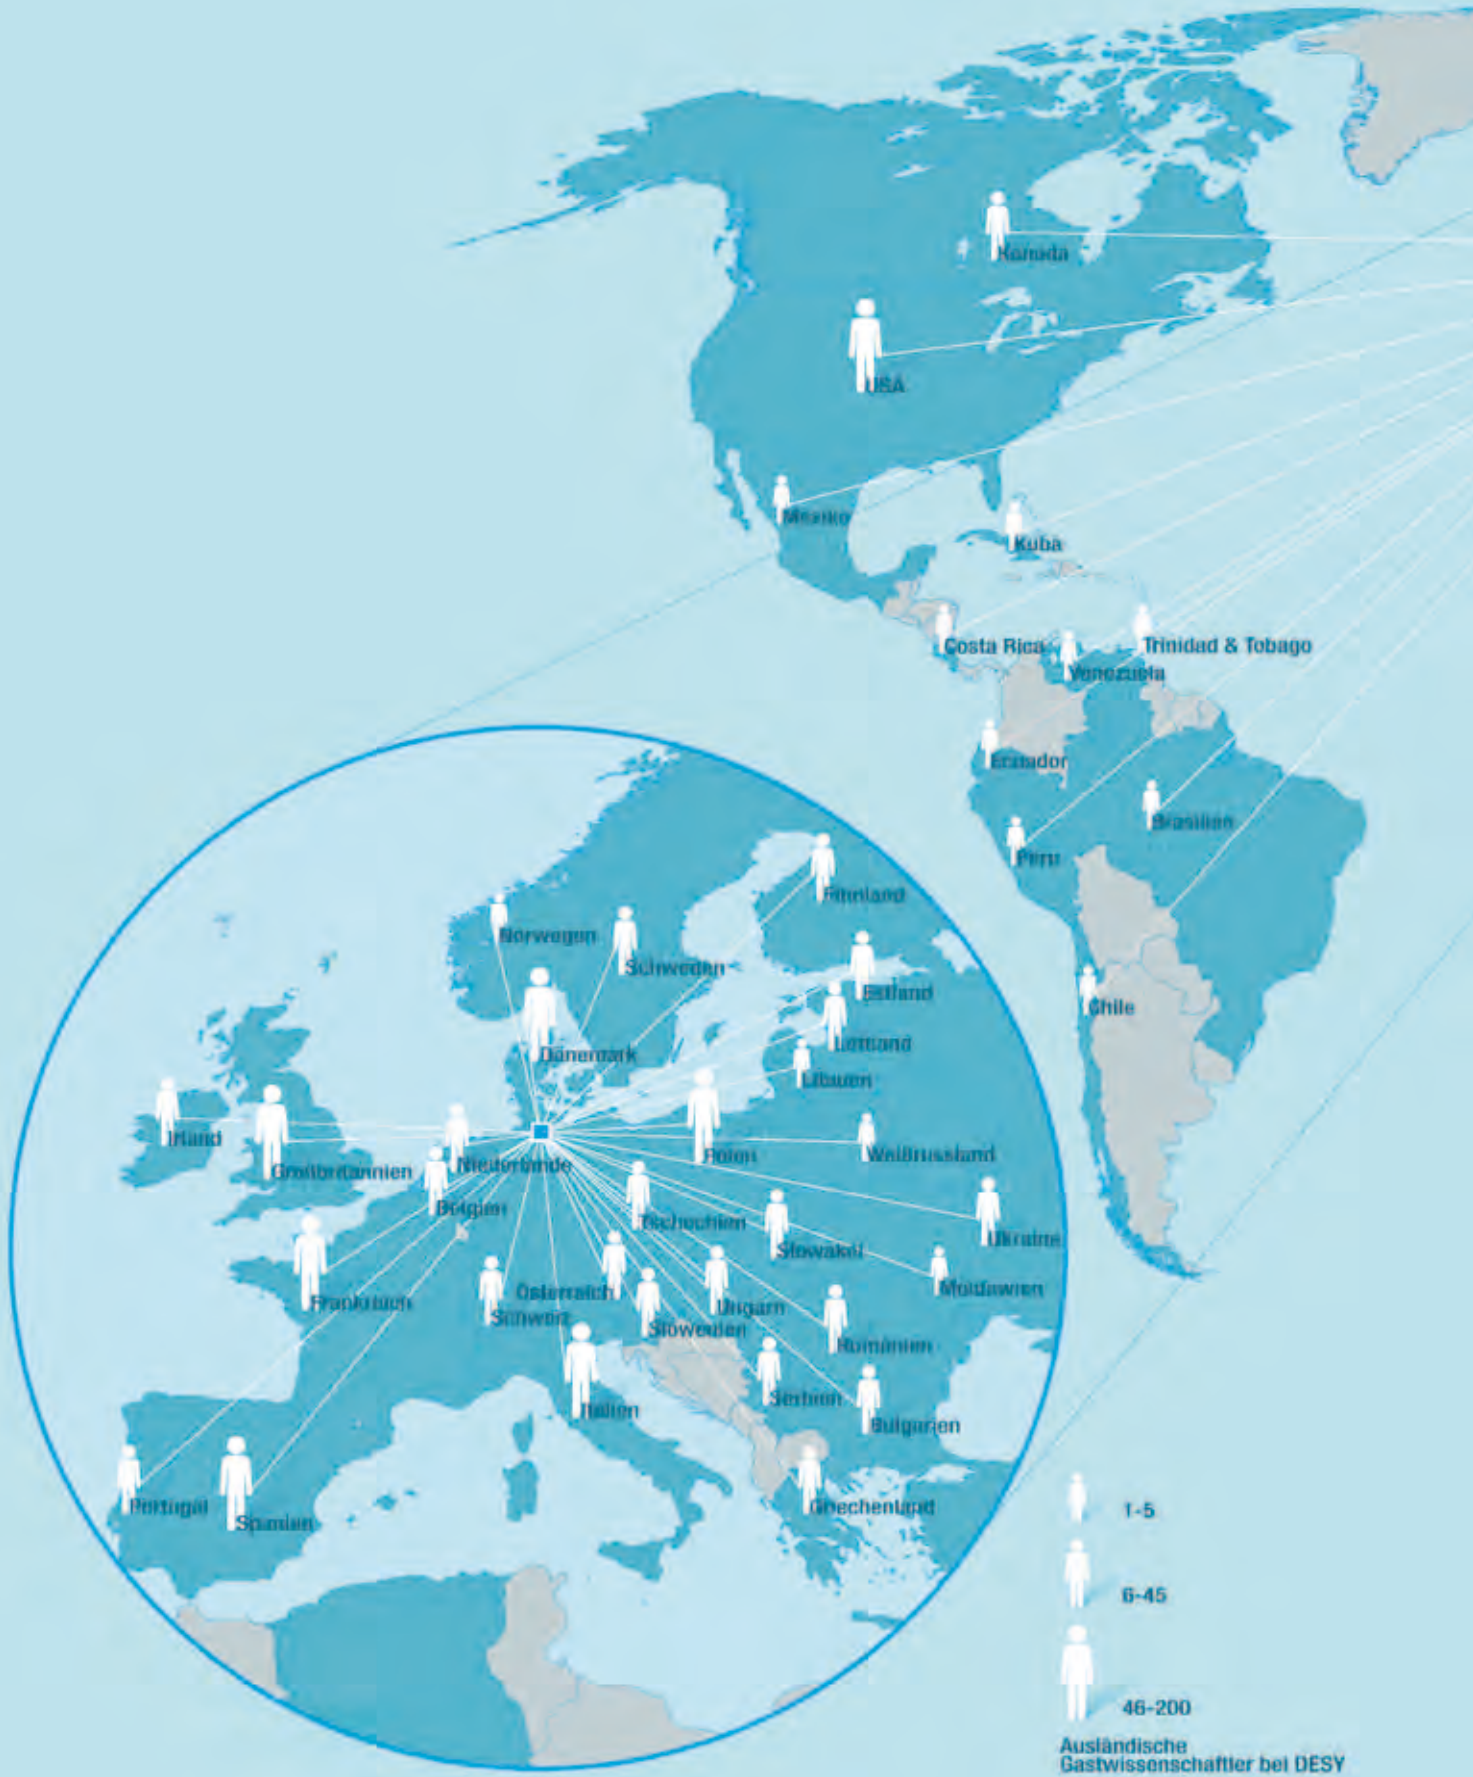 Kanada
USA
Mexiko
Kuba
Costa Rica
Trinidad & Tobago
Venezuela
Ecuador
Brasilien
Peru
Chile
Finnland
Norwegen
Schweden
Estland
Lettland
Dänemark
Litauen
Irland
Polen
Weißrussland
Niederlande
Großbritannien
Belgien
Tschechien
Slowakei
Ukraine
Moldawien
Österreich
Frankreich
Schweiz
Ungarn
Slowenien
Rumänien
Serbien
Italien
Bulgarien
Portugal
Griechenland
Spanien
1-5
6-45
46-200
Ausländische
Gastwissenschaftler bei DESY